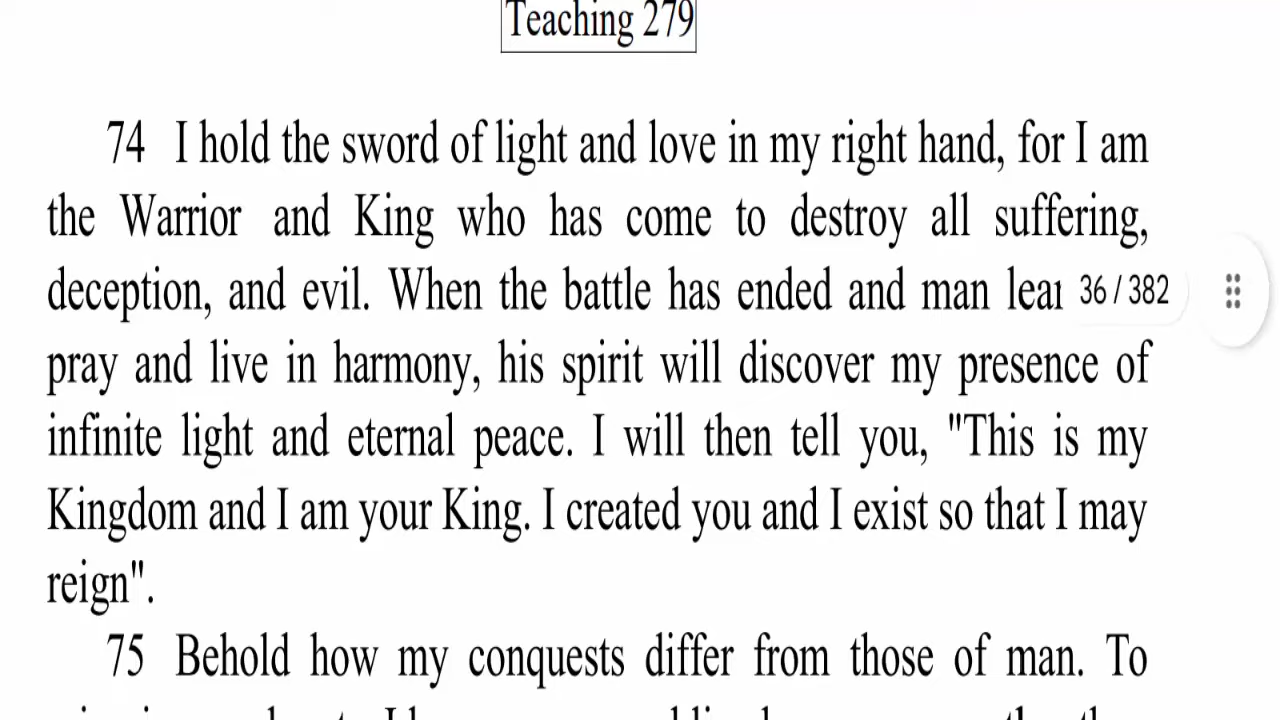 Teaching 279
74 I hold the sword of light and love in my right hand, for I am
the Warrior and King who has come to destroy all suffering,
deception, and evil. When the battle has ended and man
36 / 382
pray and live in harmony, his spirit will discover my presence of
infinite light and eternal peace. I will then tell you, "This is my
Kingdom and I am your King. I created you and I exist so that I may
reign".
75 Behold how my conquests differ from those of man. To